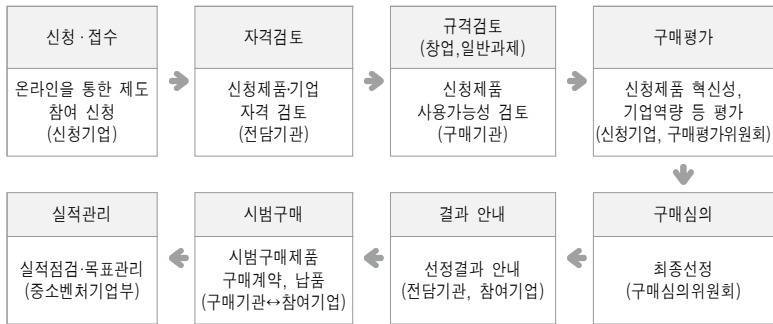 신청·접수
온라인을 통한 제도
참여 신청
(신청기업)
자격검토
신청제품·기업
자격 검토
(전담기관)
규격검토
(창업,일반과제)
신청제품
사용가능성 검토
(구매기관)
구매평가
신청제품 혁신성,
기업역량 등 평가
(신청기업, 구매평가위원회)
구매심의
최종선정
(구매심의위원회)
결과 안내
선정결과 안내
(전담기관, 참여기업)
시범구매
시범구매제품
구매계약, 납품
(구매기관↔참여기업)
실적관리
실적점검·목표관리
(중소벤처기업부)